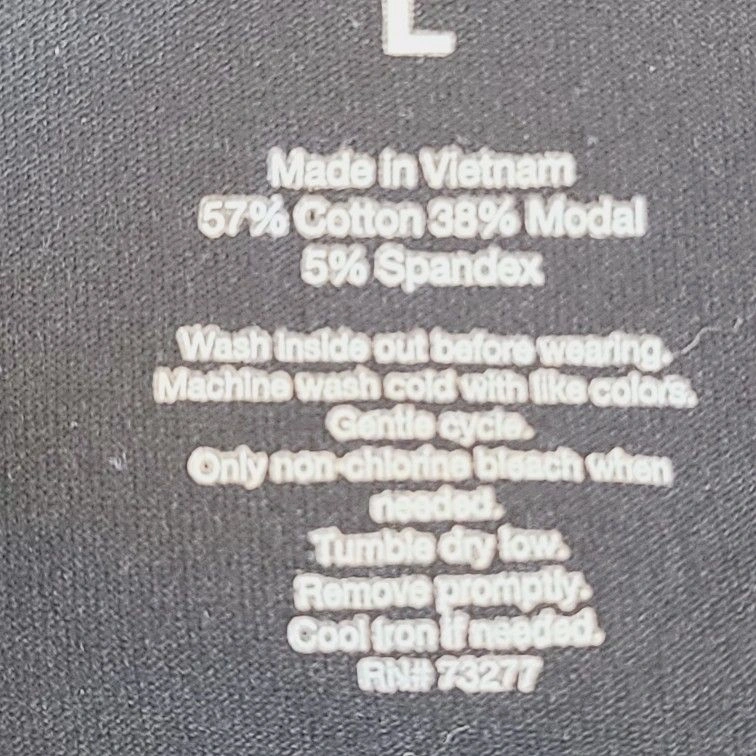 L
Made in Vietnam
57% Cotton 38% Modal
5% Spandex
Wash inside out before wearing.
Machine wash cold with like colors.
Gentle cycle.
Only non-chlorine bleach when
needed.
Tumble dry low.
Remove promptly.
Cool iron if needed.
RN# 73277